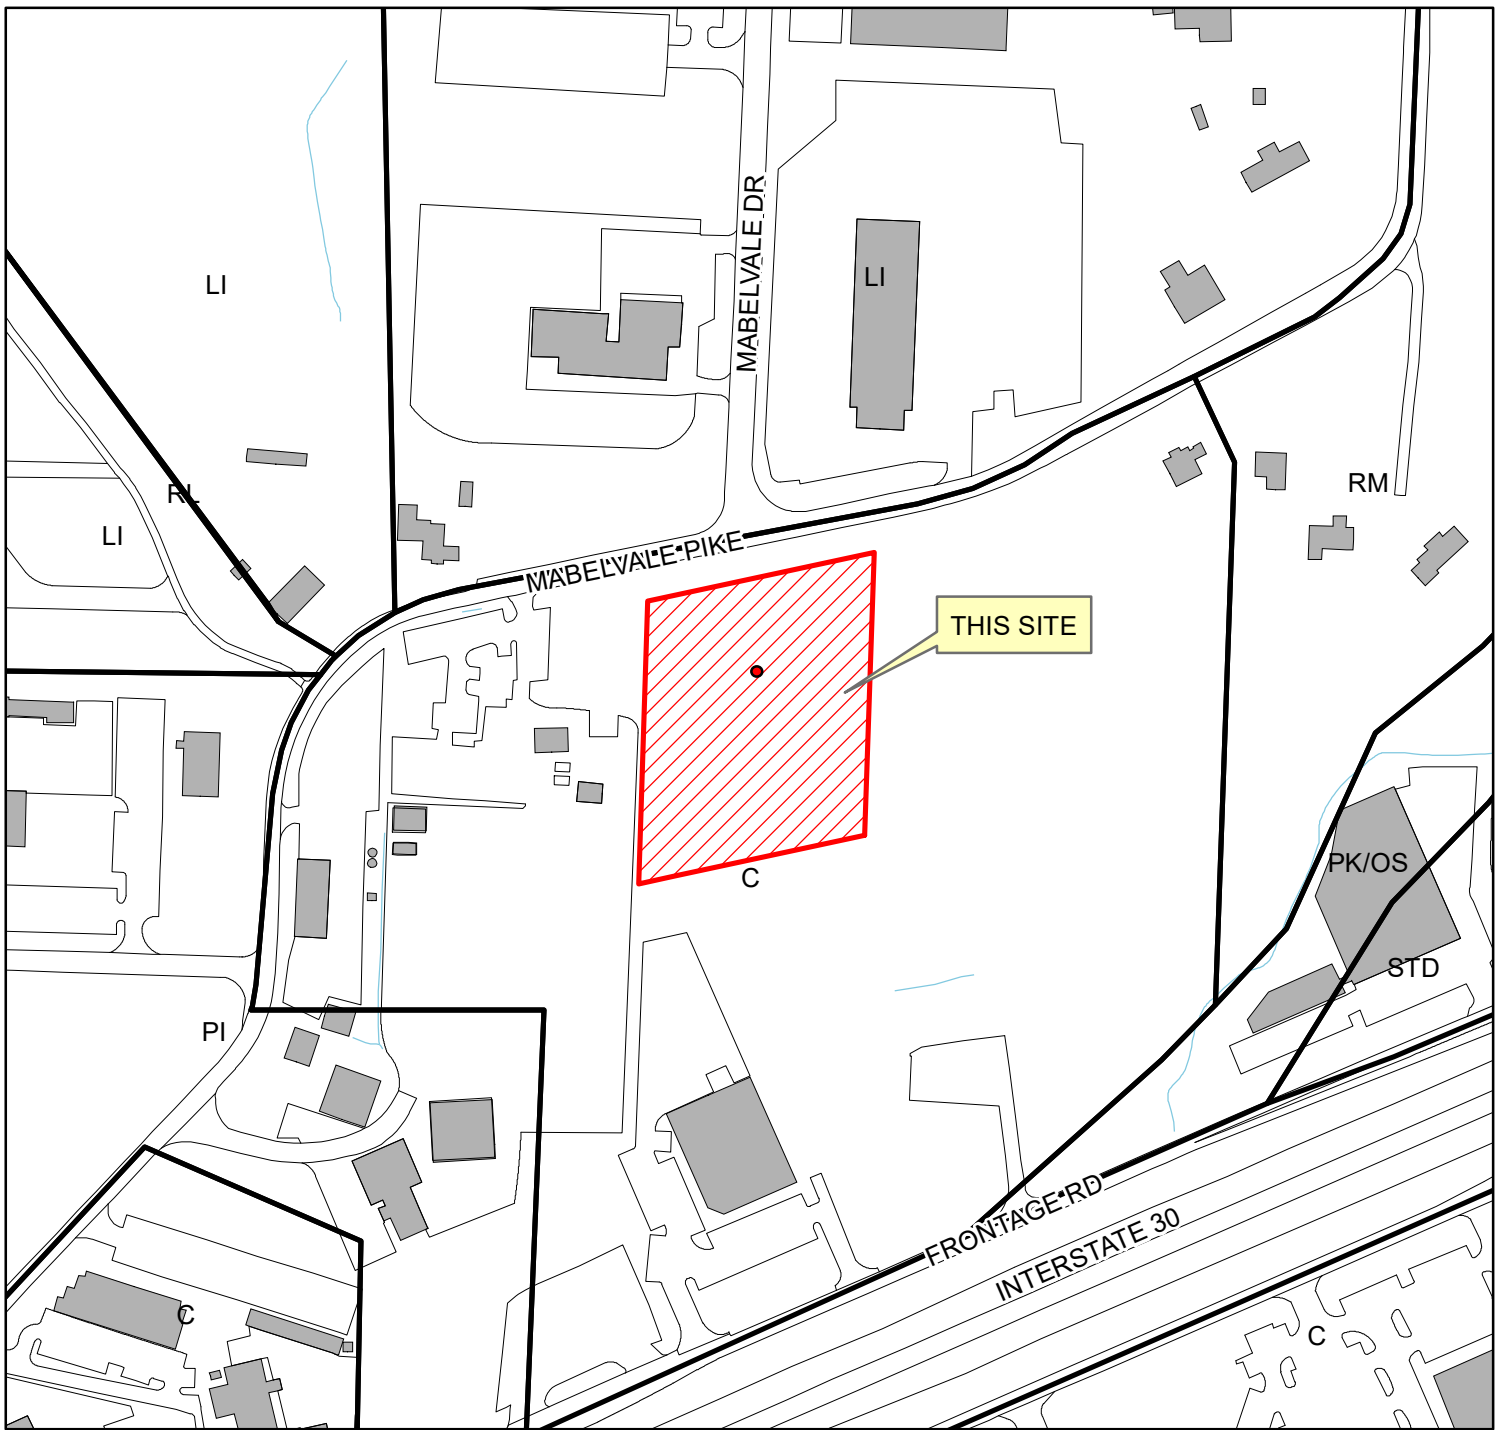 MABELVALE DR
LI
LI
RM
RL
LI
MABELVALE PIKE
THIS SITE
PK/OS
C
STD
PI
FRONTAGE RD
INTERSTATE 30
C
C